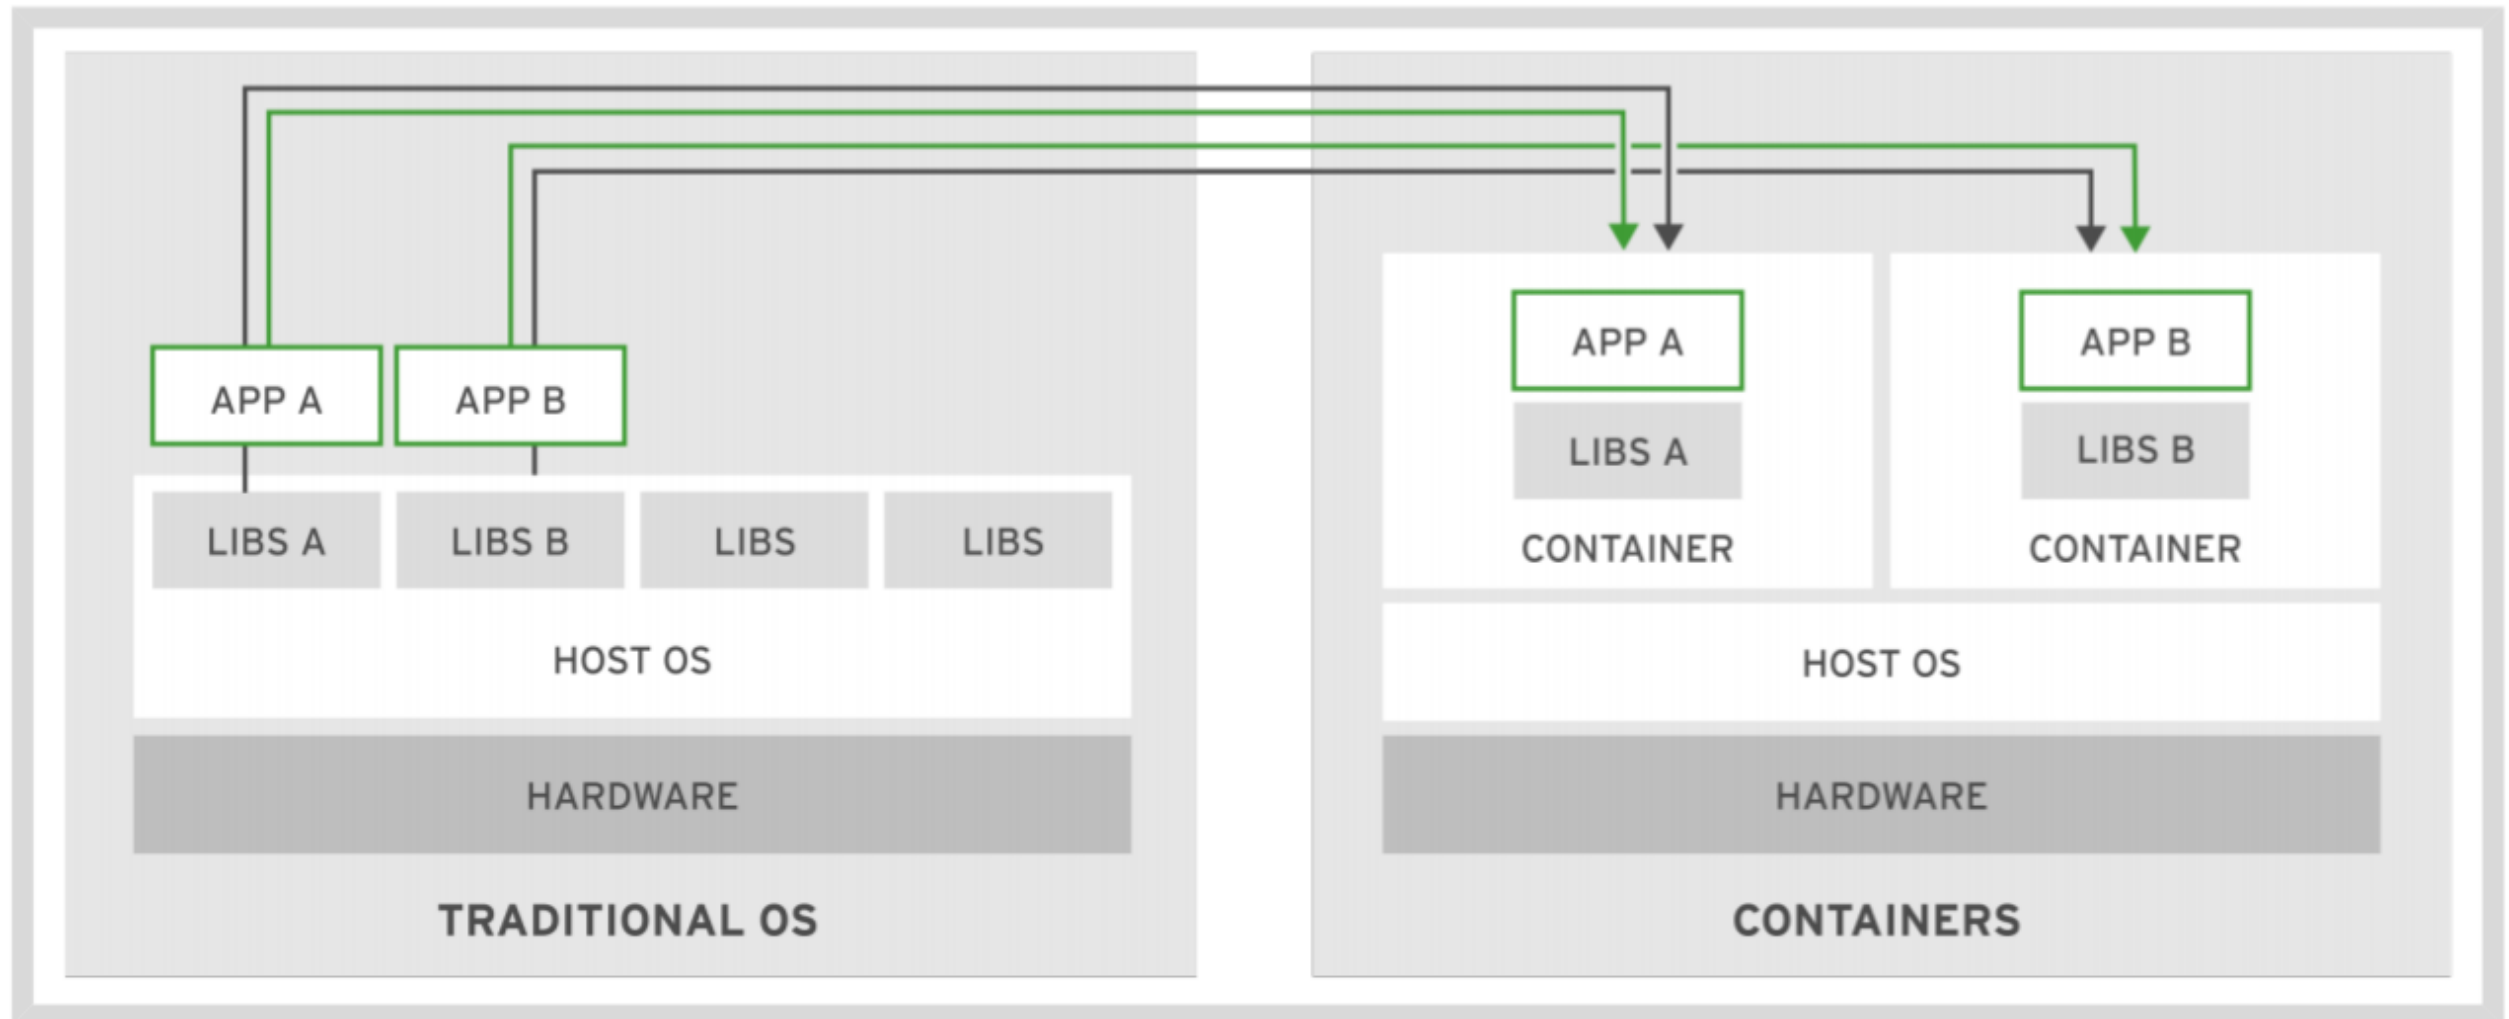 APP A
APP B
LIBS A
LIBS B
LIBS
LIBS
HOST OS
HARDWARE
TRADITIONAL OS
APP A
LIBS A
CONTAINER
APP B
LIBS B
CONTAINER
HOST OS
HARDWARE
CONTAINERS